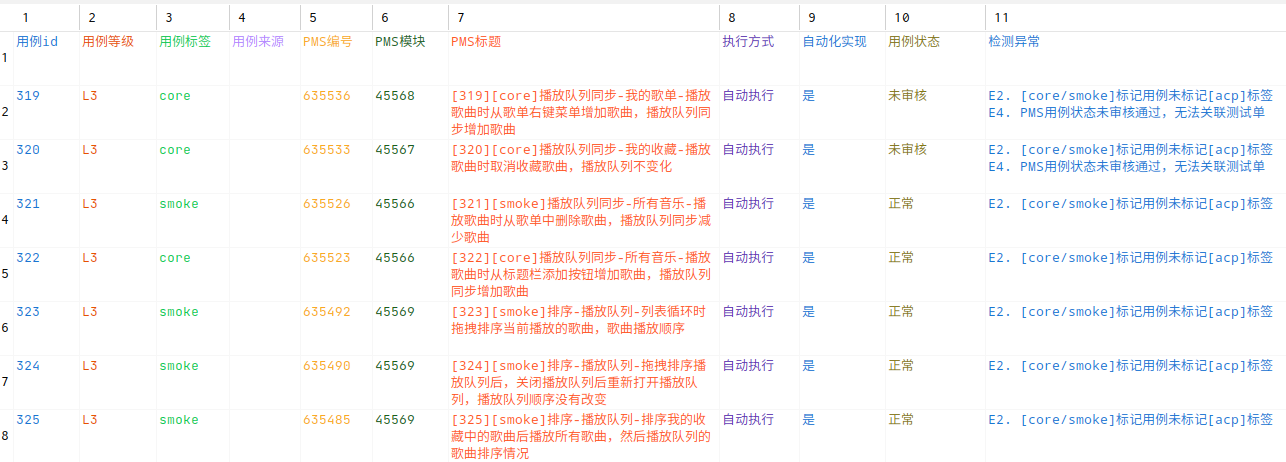 1 2 3 4 5 6 7 8 9 10 11
用例id 用例等级 用例标签 用例来源 PMS编号 PMS模块 PMS标题 执行方式 自动化实现 用例状态 检测异常
1
319 L3 core 635536 45568 [319][core]播放队列同步-我的歌单-播放 自动执行 是 未审核 E2. [core/smoke]标记用例未标记[acp]标签
2 歌曲时从歌单右键菜单增加歌曲，播放队列同 E4. PMS用例状态未审核通过，无法关联测试单
步增加歌曲
320 L3 core 635533 45567 [320][core]播放队列同步-我的收藏-播放 自动执行 是 未审核 E2. [core/smoke]标记用例未标记[acp]标签
3 歌曲时取消收藏歌曲，播放队列不变化 E4. PMS用例状态未审核通过，无法关联测试单
321 L3 smoke 635526 45566 [321][smoke]播放队列同步-所有音乐-播 自动执行 是 正常 E2. [core/smoke]标记用例未标记[acp]标签
4 放歌曲时从歌单中删除歌曲，播放队列同步减
少歌曲
322 L3 core 635523 45566 [322][core]播放队列同步-所有音乐-播放 自动执行 是 正常 E2. [core/smoke]标记用例未标记[acp]标签
5 歌曲时从标题栏添加按钮增加歌曲，播放队列
同步增加歌曲
323 L3 smoke 635492 45569 [323][smoke]排序-播放队列-列表循环时 自动执行 是 正常 E2. [core/smoke]标记用例未标记[acp]标签
6 拖拽排序当前播放的歌曲，歌曲播放顺序
324 L3 smoke 635490 45569 [324][smoke]排序-播放队列-拖拽排序播 自动执行 是 正常 E2. [core/smoke]标记用例未标记[acp]标签
7 放队列后，关闭播放队列后重新打开播放队
列，播放队列顺序没有改变
325 L3 smoke 635485 45569 [325][smoke]排序-播放队列-排序我的收 自动执行 是 正常 E2. [core/smoke]标记用例未标记[acp]标签
8 藏中的歌曲后播放所有歌曲，然后播放队列的
歌曲排序情况